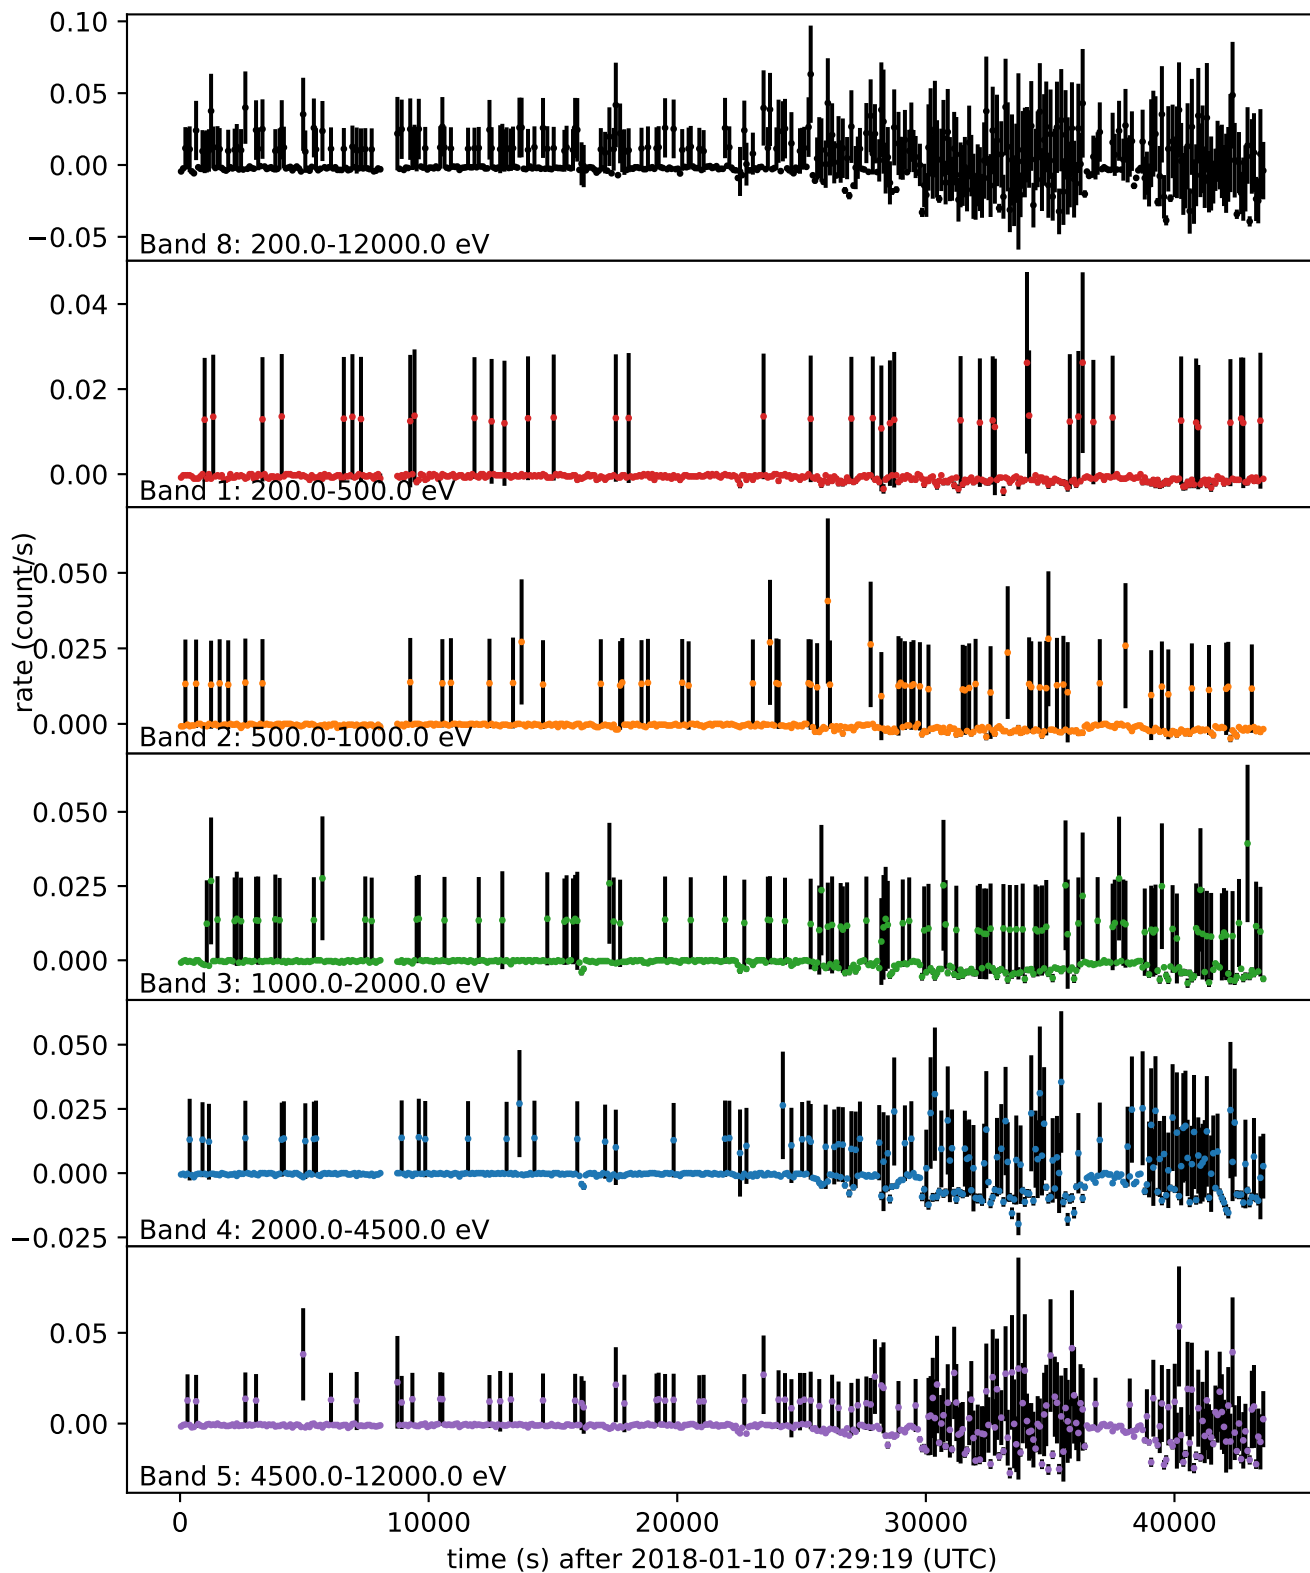 0.10
0.05
0.00
−0.05
Band 8: 200.0-12000.0 eV
0.04
0.02
0.00
Band 1: 200.0-500.0 eV
rate (count/s)
0.050
0.025
0.000
Band 2: 500.0-1000.0 eV
0.050
0.025
0.000
Band 3: 1000.0-2000.0 eV
0.050
0.025
0.000
−0.025
Band 4: 2000.0-4500.0 eV
0.05
0.00
Band 5: 4500.0-12000.0 eV
0 10000 20000 30000 40000
time (s) after 2018-01-10 07:29:19 (UTC)